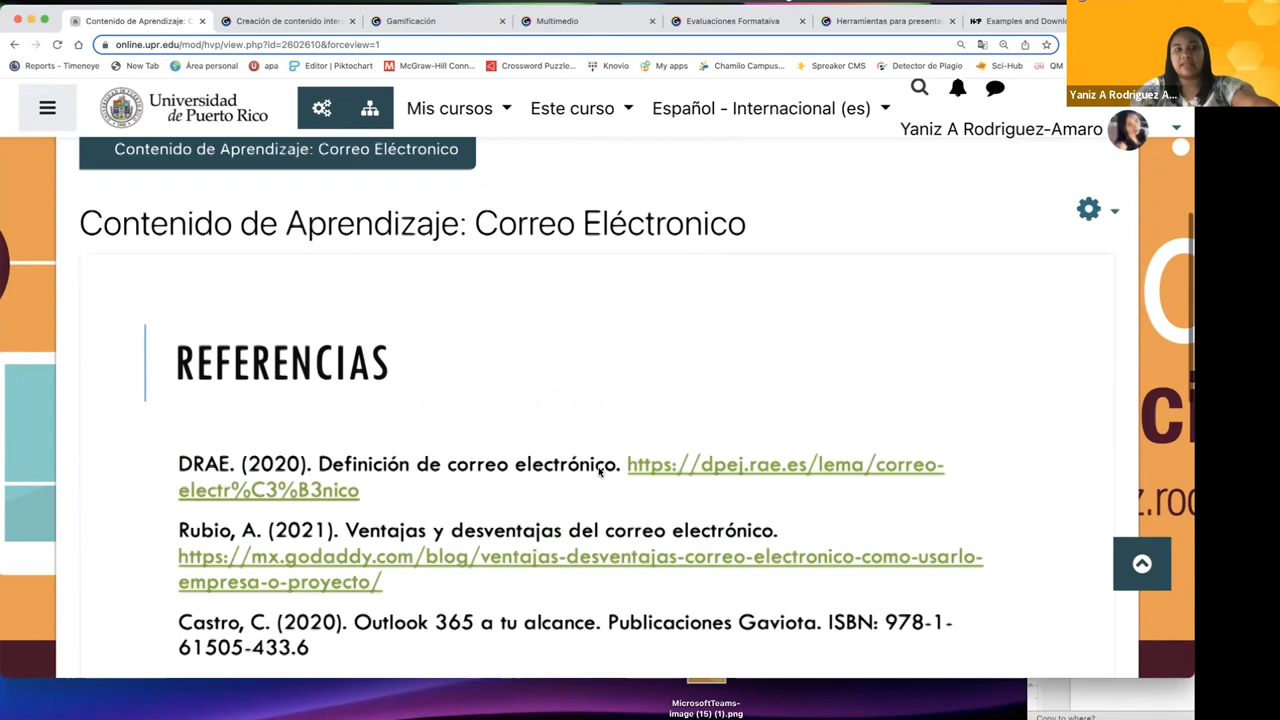 Contenido de Aprendizaje: C
Creación de contenido inter
Gamificación
Multimedio
Evaluaciones Formataiva
Herramientas para presenta
H-P Examples and Downl
online.upr.edu/mod/hvp/view.php?id=2602610&forceview=1
Reports - Timeneye
New Tab
Área personal
apa
Editor | Piktochart
McGraw-Hill Conn...
Crossword Puzzle...
Knovio
My apps
Chamilo Campus...
Spreaker CMS
Detector de Plagio
Sci-Hub
QM
Yaniz A Rodriguez A...
Universidad
de Puerto Rico
Mis cursos
Este curso
Español - Internacional (es)
Yaniz A Rodriguez-Amaro
Contenido de Aprendizaje: Correo Eléctronico
Contenido de Aprendizaje: Correo Eléctronico
REFERENCIAS
DRAE. (2020). Definición de correo electrónico. https://dpej.rae.es/lema/correo-
electr%C3%B3nico
Rubio, A. (2021). Ventajas y desventajas del correo electrónico.
https://mx.godaddy.com/blog/ventajas-desventajas-correo-electronico-como-usarlo-
empresa-o-proyecto/
Castro, C. (2020). Outlook 365 a tu alcance. Publicaciones Gaviota. ISBN: 978-1-
61505-433.6
ci
z.roc
MicrosoftTeams-
image (15) (1).png
Copy to where?